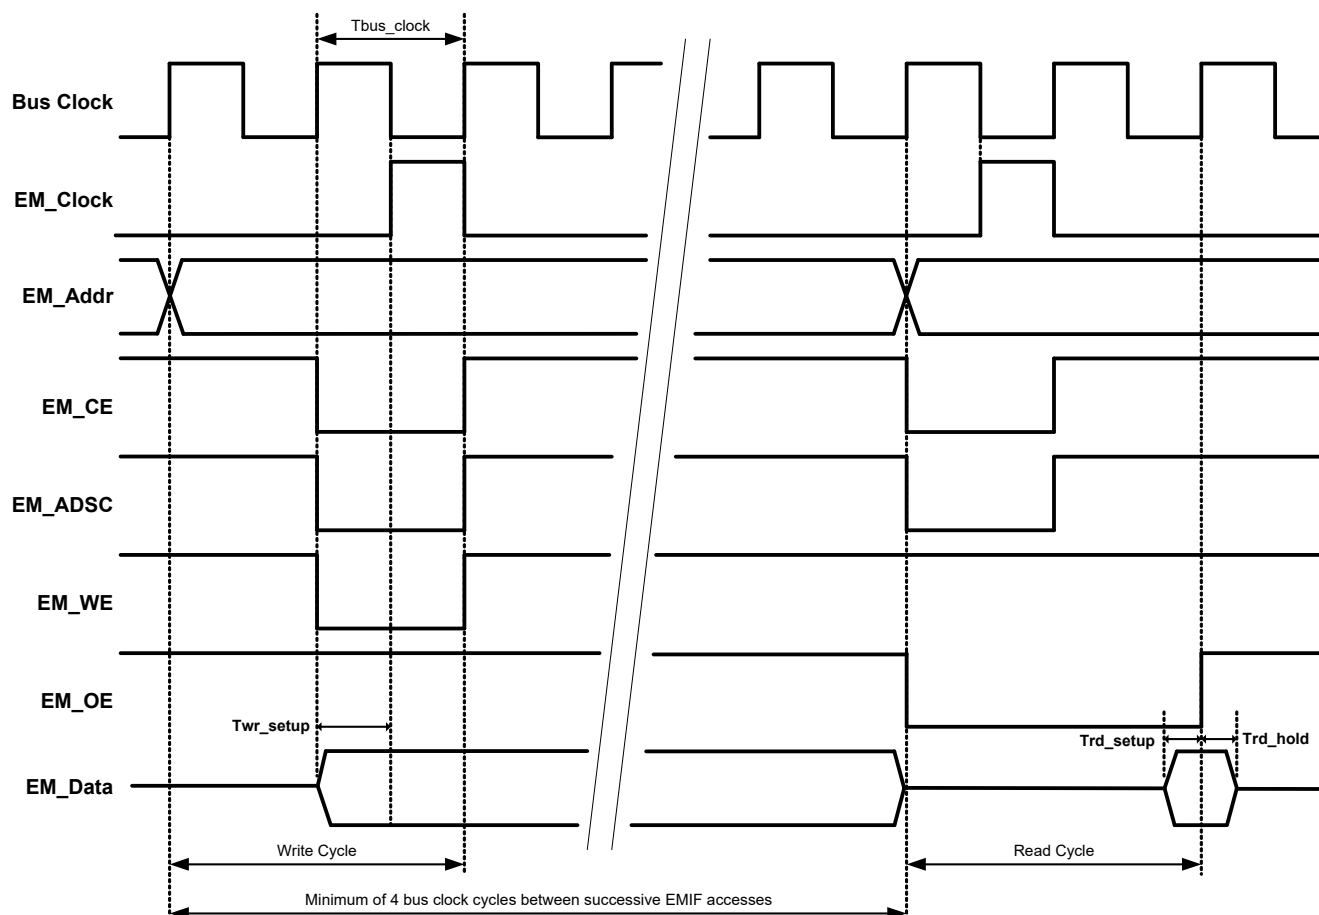 Tbus_clock
Bus Clock
EM_Clock
EM_Addr
EM_CE
EM_ADSC
EM_WE
EM_OE
Twr_setup
Trd_setup
Trd_hold
EM_Data
Write Cycle
Read Cycle
Minimum of 4 bus clock cycles between successive EMIF accesses